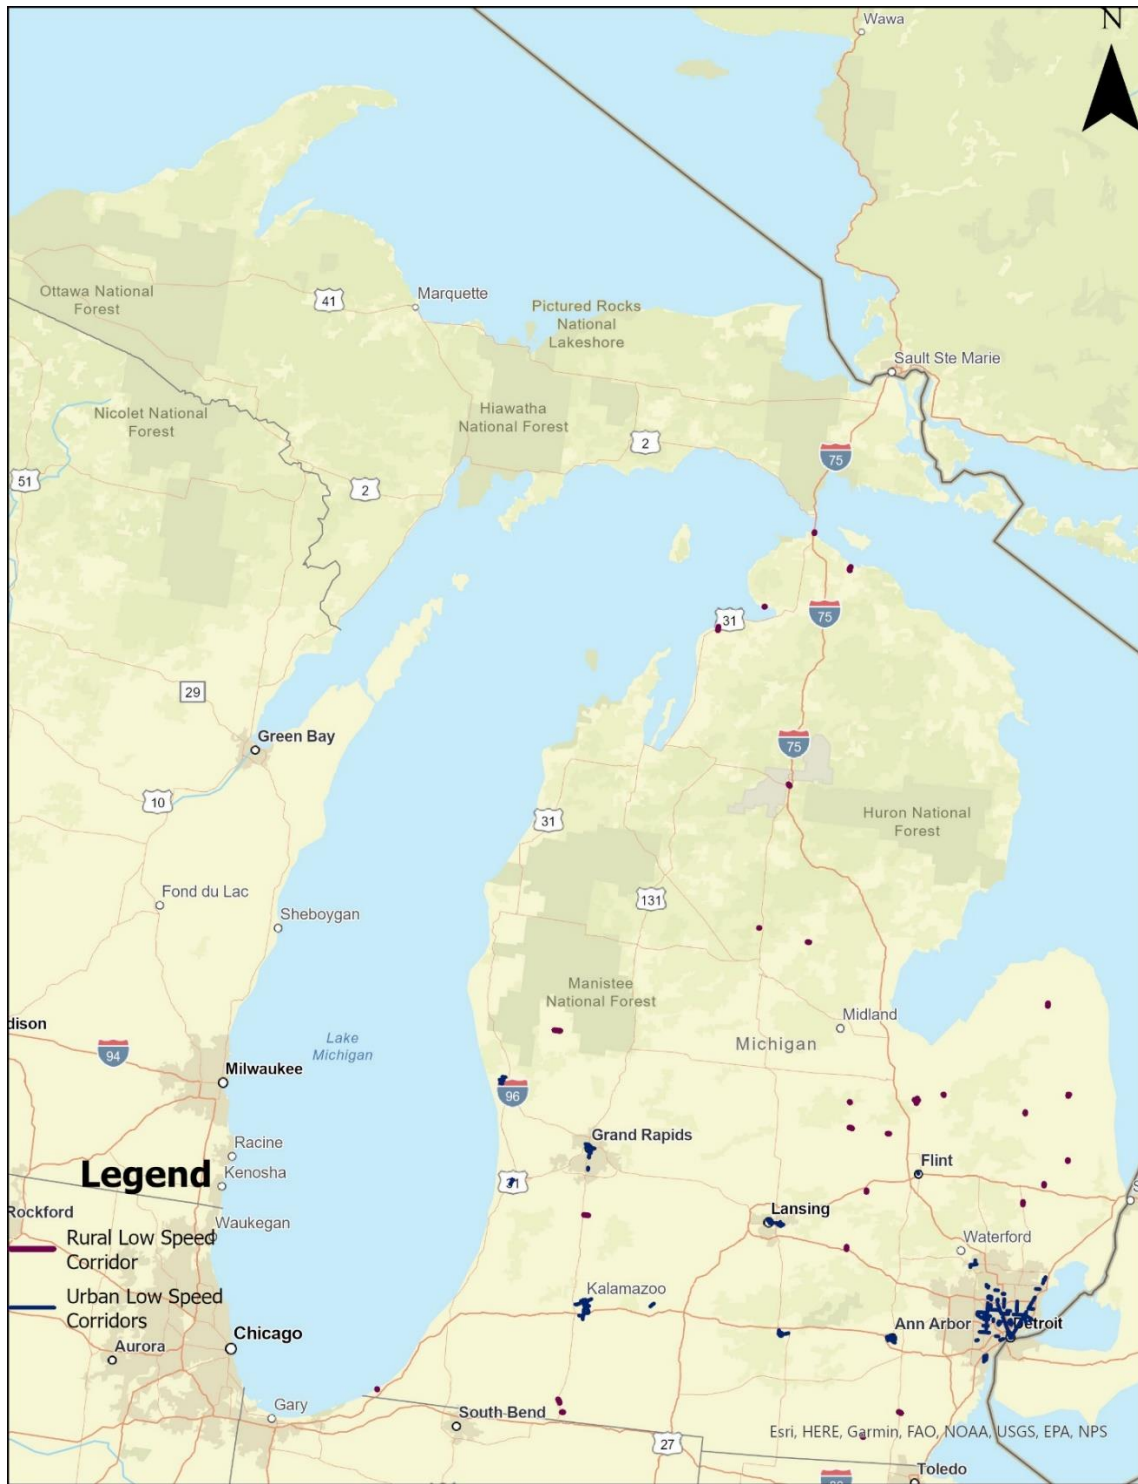 N
Wawa
Ottawa National
Forest
41
Marquette
Pictured Rocks
National
Lakeshore
Sault Ste Marie
Nicolet National
Forest
Hiawatha
National Forest
2
75
51
2
31
75
29
Green Bay
75
10
31
Huron National
Forest
Fond du Lac
131
Sheboygan
Manistee
National Forest
dison
Midland
94
Lake
Michigan
Michigan
Milwaukee
96
Grand Rapids
Racine
Legend
Kenosha
31
Flint
Rockford
Waukegan
Lansing
Rural Low Speed
Corridor
Waterford
Urban Low Speed
Corridors
Kalamazoo
Ann Arbor
Detroit
Chicago
Aurora
Gary
South Bend
27
Esri, HERE, Garmin, FAO, NOAA, USGS, EPA, NPS
Toledo